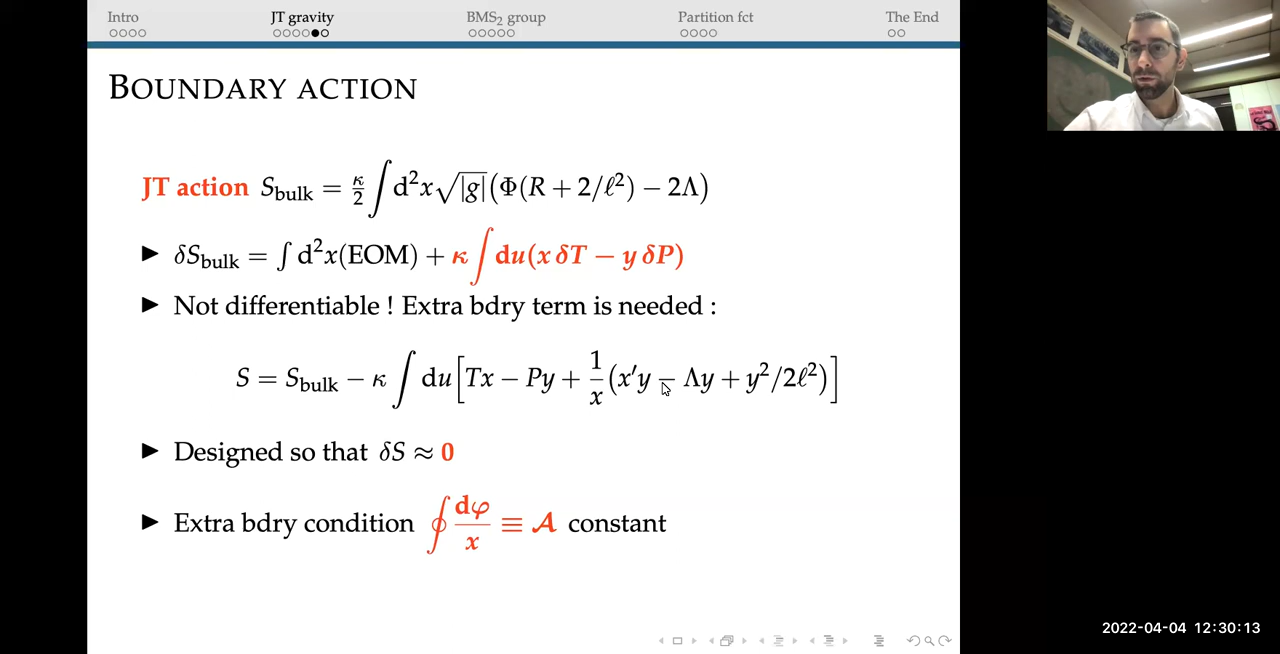 Intro JT gravity BMS₂ group Partition fct The End
BOUNDARY ACTION
JT action S_bulk = κ/2 ∫ d²x√|g|(Φ(R + 2/ℓ²) − 2Λ)
► δS_bulk = ∫ d²x(EOM) + κ ∫ du(x δT − y δP)
► Not differentiable ! Extra bdry term is needed :
S = S_bulk − κ ∫ du[Tx − Py + 1/x (x′y − Λy + y²/2ℓ²)]
► Designed so that δS ≈ 0
► Extra bdry condition ∮ dφ/x ≡ 𝒜 constant
2022-04-04 12:30:13